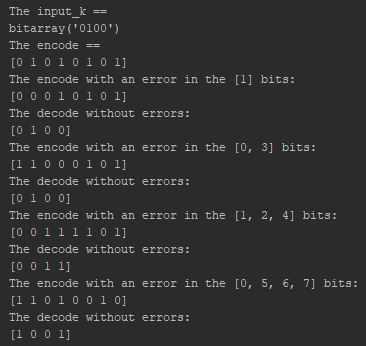 The input_k ==
bitarray('0100')
The encode ==
[0 1 0 1 0 1 0 1]
The encode with an error in the [1] bits:
[0 0 0 1 0 1 0 1]
The decode without errors:
[0 1 0 0]
The encode with an error in the [0, 3] bits:
[1 1 0 0 0 1 0 1]
The decode without errors:
[0 1 0 0]
The encode with an error in the [1, 2, 4] bits:
[0 0 1 1 1 1 0 1]
The decode without errors:
[0 0 1 1]
The encode with an error in the [0, 5, 6, 7] bits:
[1 1 0 1 0 0 1 0]
The decode without errors:
[1 0 0 1]